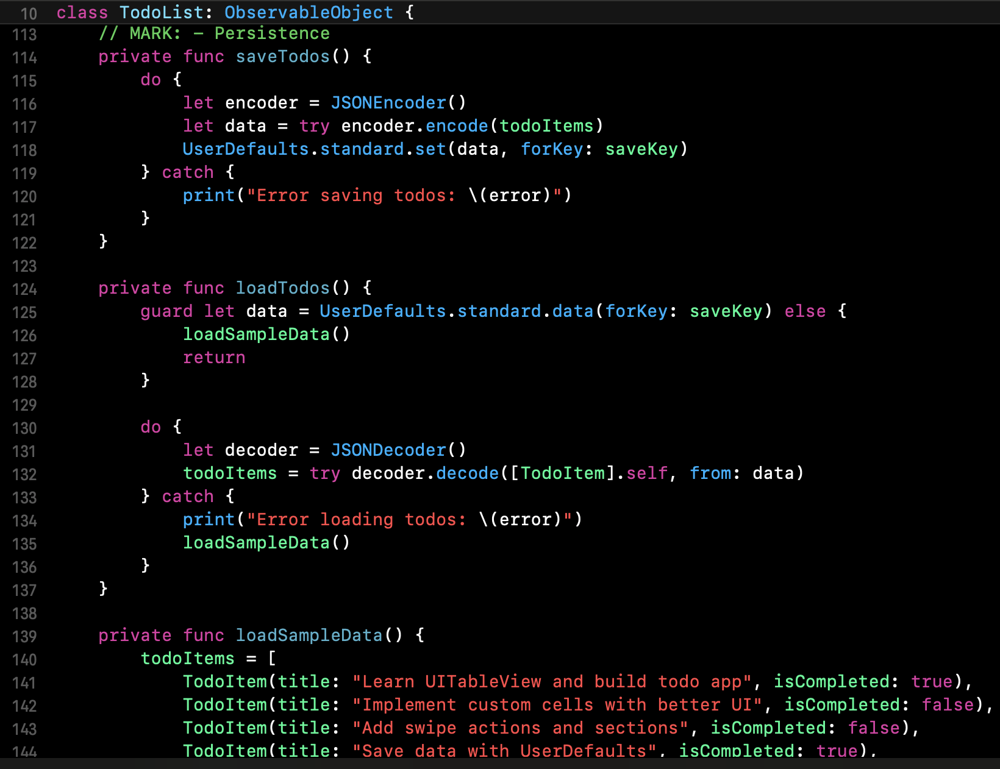 10 class TodoList: ObservableObject {
113 // MARK: – Persistence
114 private func saveTodos() {
115 do {
116 let encoder = JSONEncoder()
117 let data = try encoder.encode(todoItems)
118 UserDefaults.standard.set(data, forKey: saveKey)
119 } catch {
120 print("Error saving todos: \(error)")
121 }
122 }
123
124 private func loadTodos() {
125 guard let data = UserDefaults.standard.data(forKey: saveKey) else {
126 loadSampleData()
127 return
128 }
129
130 do {
131 let decoder = JSONDecoder()
132 todoItems = try decoder.decode([TodoItem].self, from: data)
133 } catch {
134 print("Error loading todos: \(error)")
135 loadSampleData()
136 }
137 }
138
139 private func loadSampleData() {
140 todoItems = [
141 TodoItem(title: "Learn UITableView and build todo app", isCompleted: true),
142 TodoItem(title: "Implement custom cells with better UI", isCompleted: false),
143 TodoItem(title: "Add swipe actions and sections", isCompleted: false),
144 TodoItem(title: "Save data with UserDefaults", isCompleted: true),